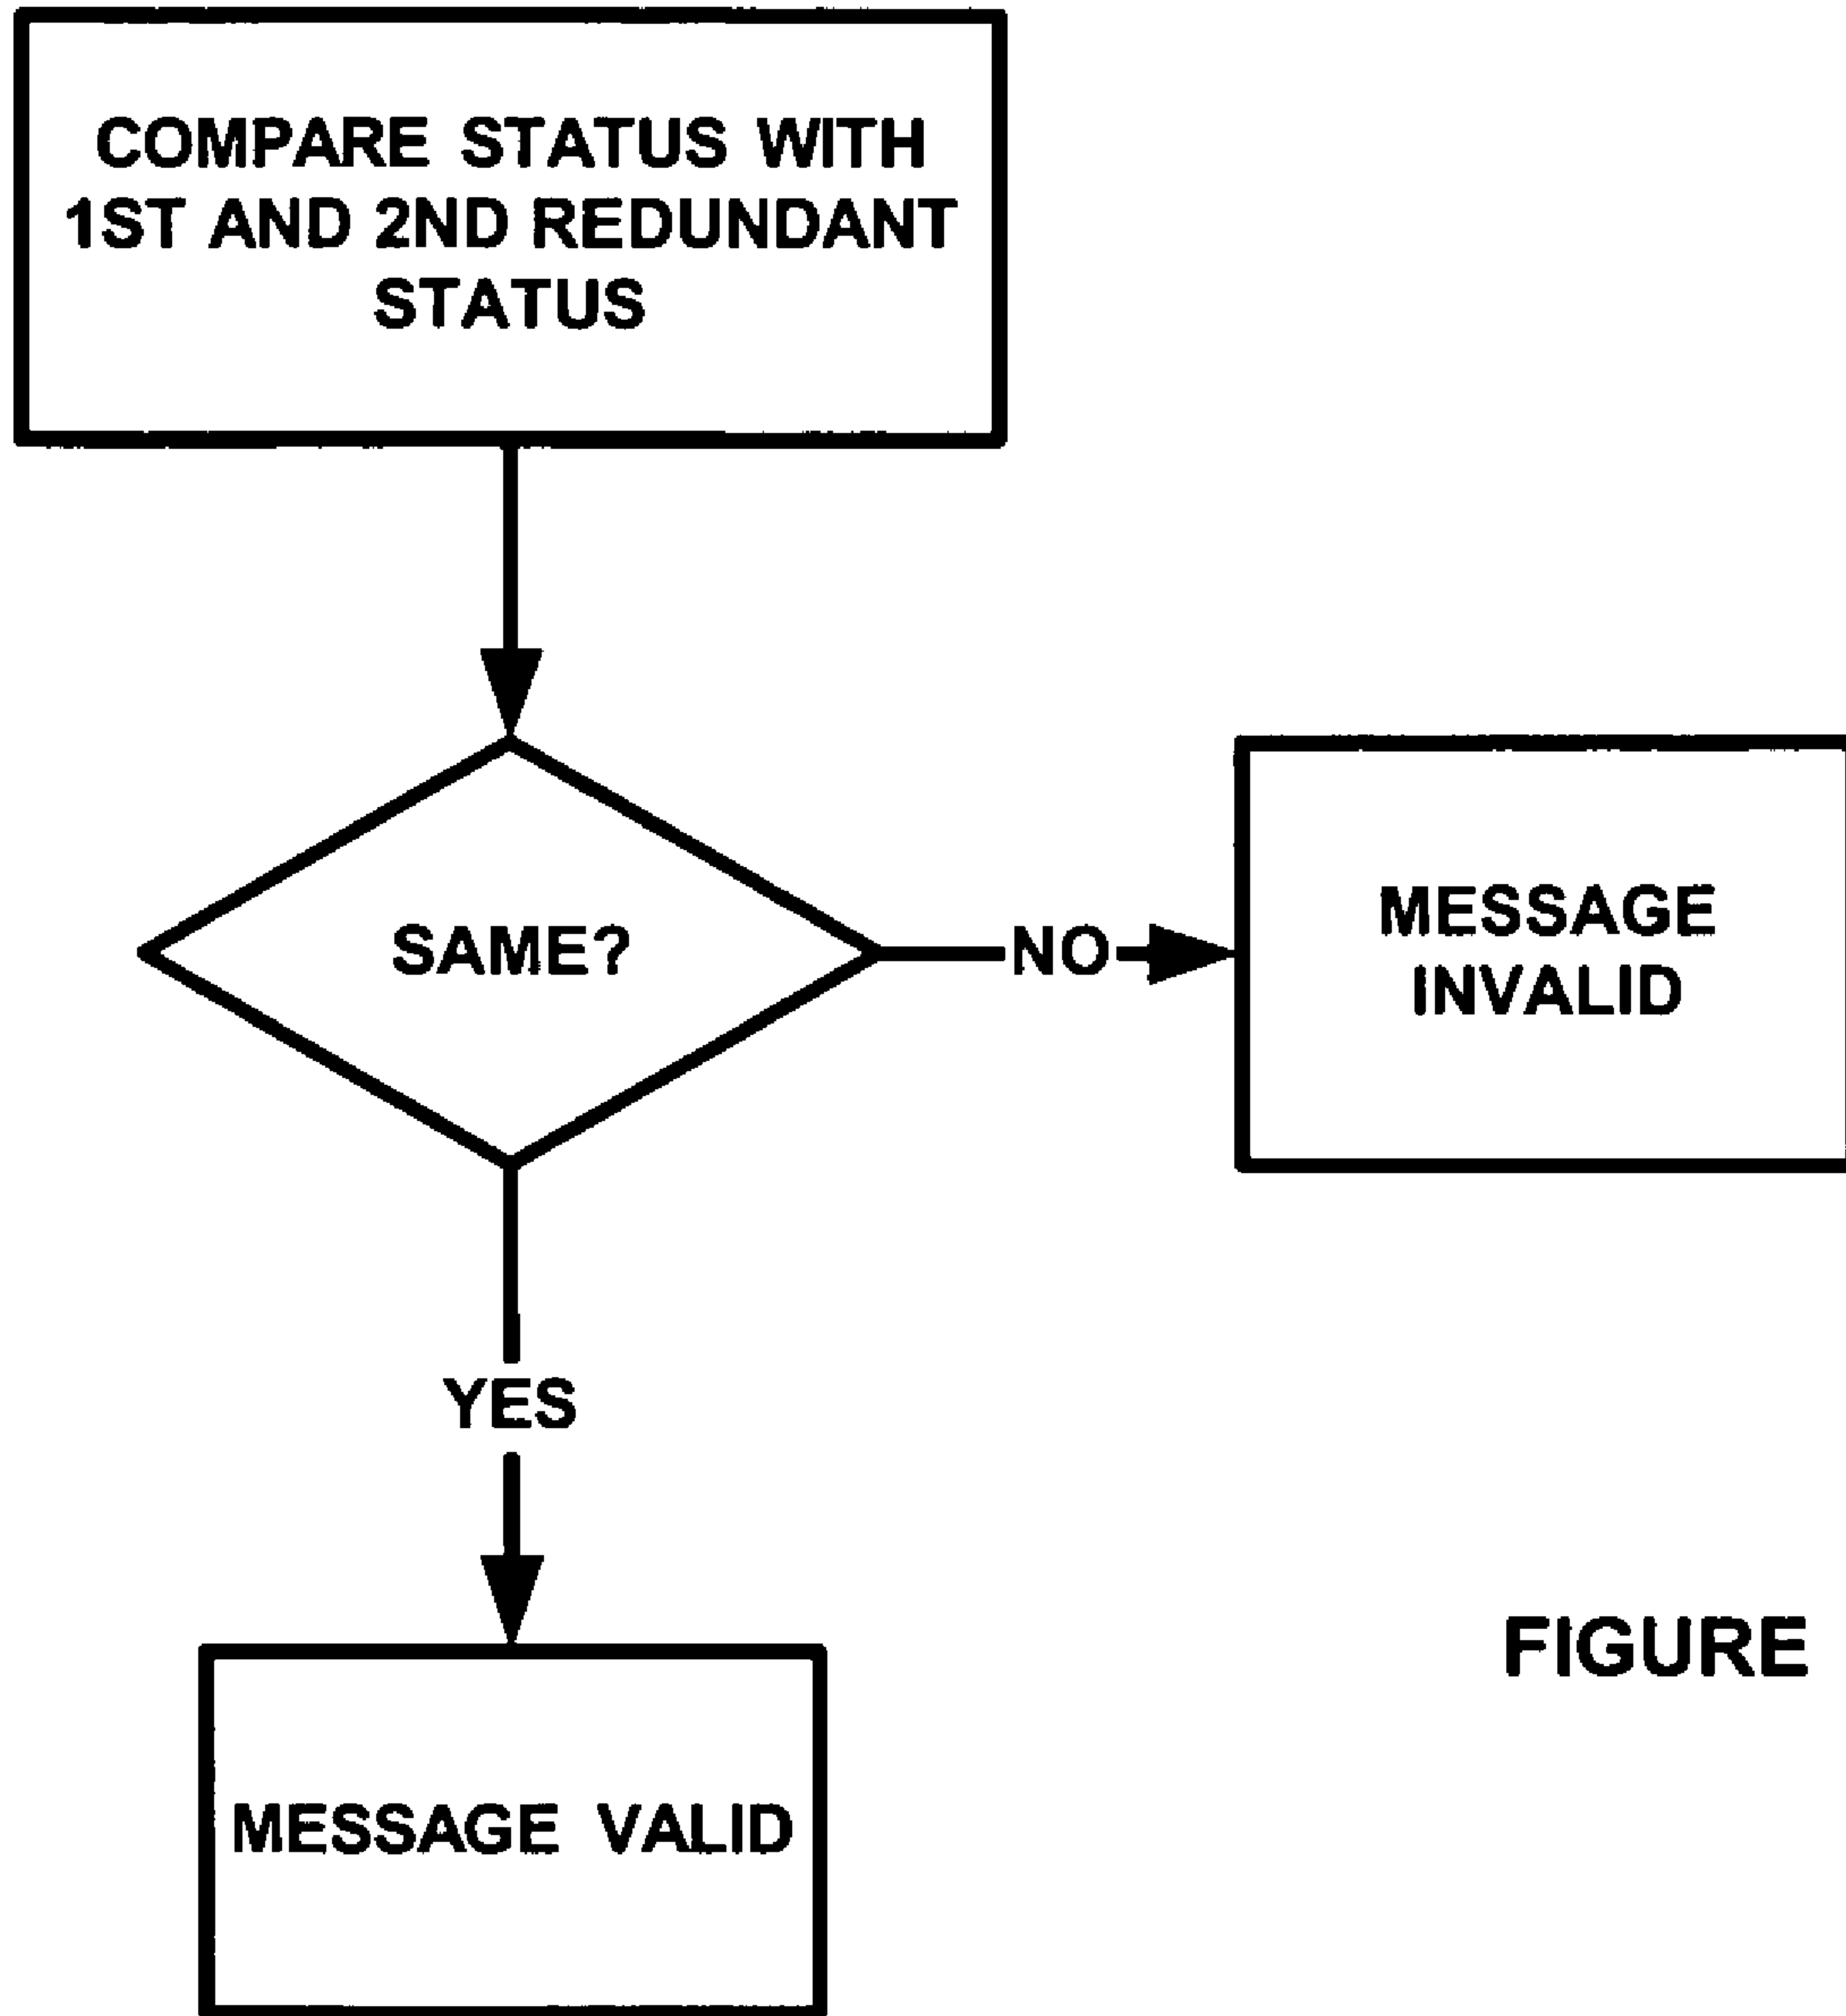 COMPARE STATUS WITH
1ST AND 2ND REDUNDANT
STATUS
SAME?
NO
MESSAGE
INVALID
YES
FIGURE
MESSAGE VALID